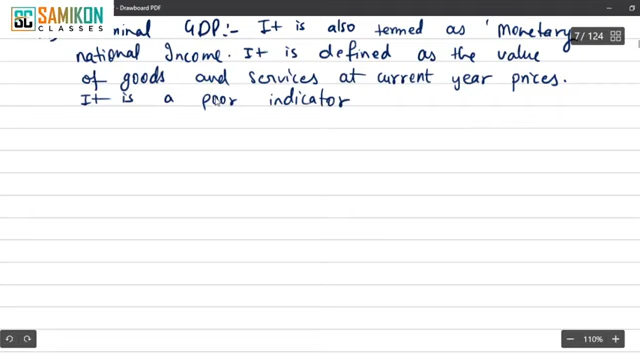 SAMIKON
CLASSES
- Drawboard PDF
7 / 124
GDP:- It is also termed as 'Monetary
national Income. It is defined as the value
of goods and services at current year prices.
It is a poor indicator
110%